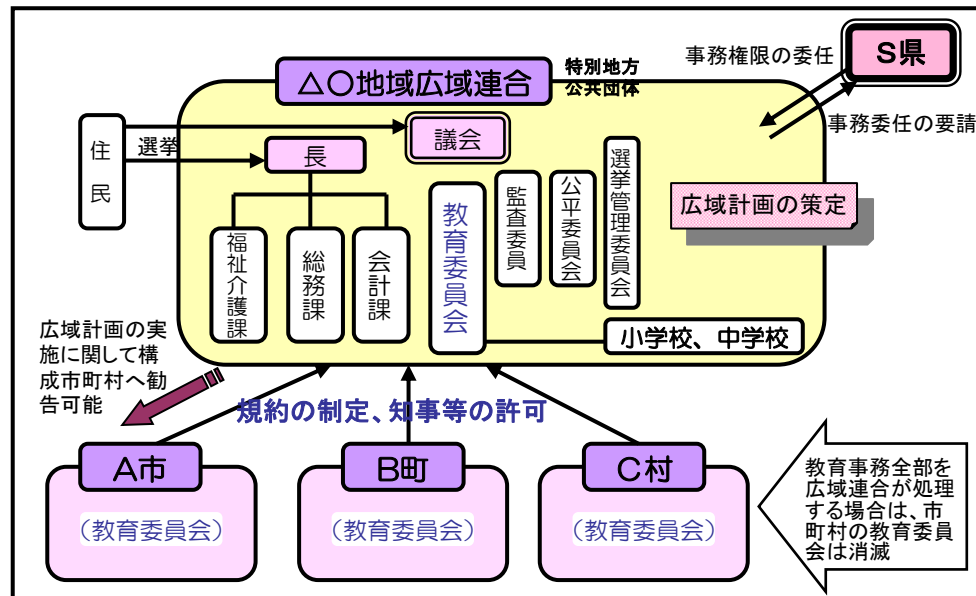 △〇地域広域連合
特別地方
公共団体
事務権限の委任
S県
事務委任の要請
住民
選挙
議会
長
福祉介護課
総務課
会計課
教育委員会
監査委員
公平委員会
選挙管理委員会
広域計画の策定
小学校、中学校
広域計画の実
施に関して構
成市町村へ勧
告可能
規約の制定、知事等の許可
A市
(教育委員会)
B町
(教育委員会)
C村
(教育委員会)
教育事務全部を
広域連合が処理
する場合は、市
町村の教育委員
会は消滅